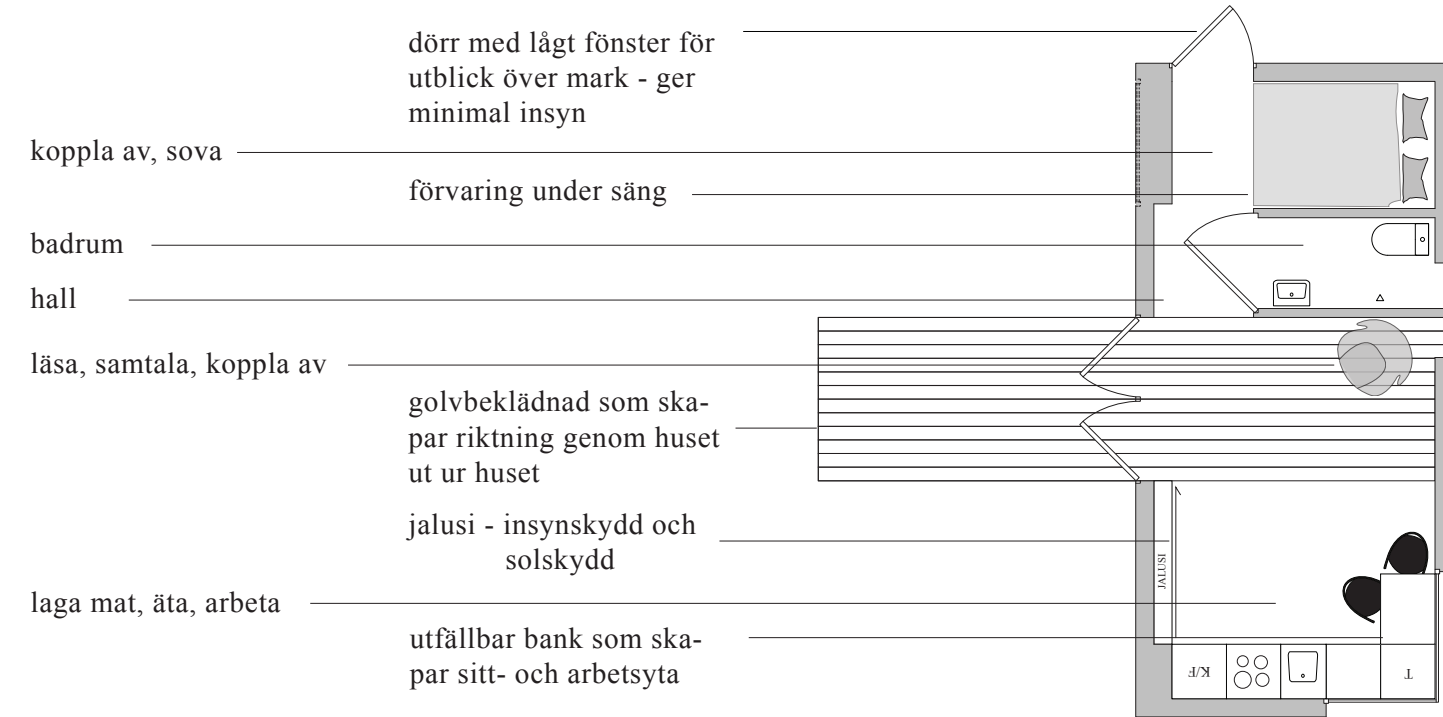 dörr med lågt fönster för
utblick över mark - ger
minimal insyn
koppla av, sova
förvaring under säng
badrum
hall
läsa, samtala, koppla av
golvbeklädnad som ska-
par riktning genom huset
ut ur huset
jalusi - insynskydd och
solskydd
JALUSI
laga mat, äta, arbeta
utfällbar bank som ska-
par sitt- och arbetsyta
K/F
T